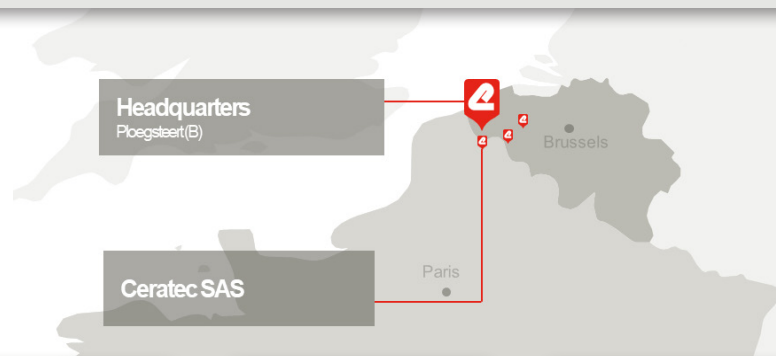 Headquarters
Ploegsteert (B)
Brussels
Paris
Ceratec SAS